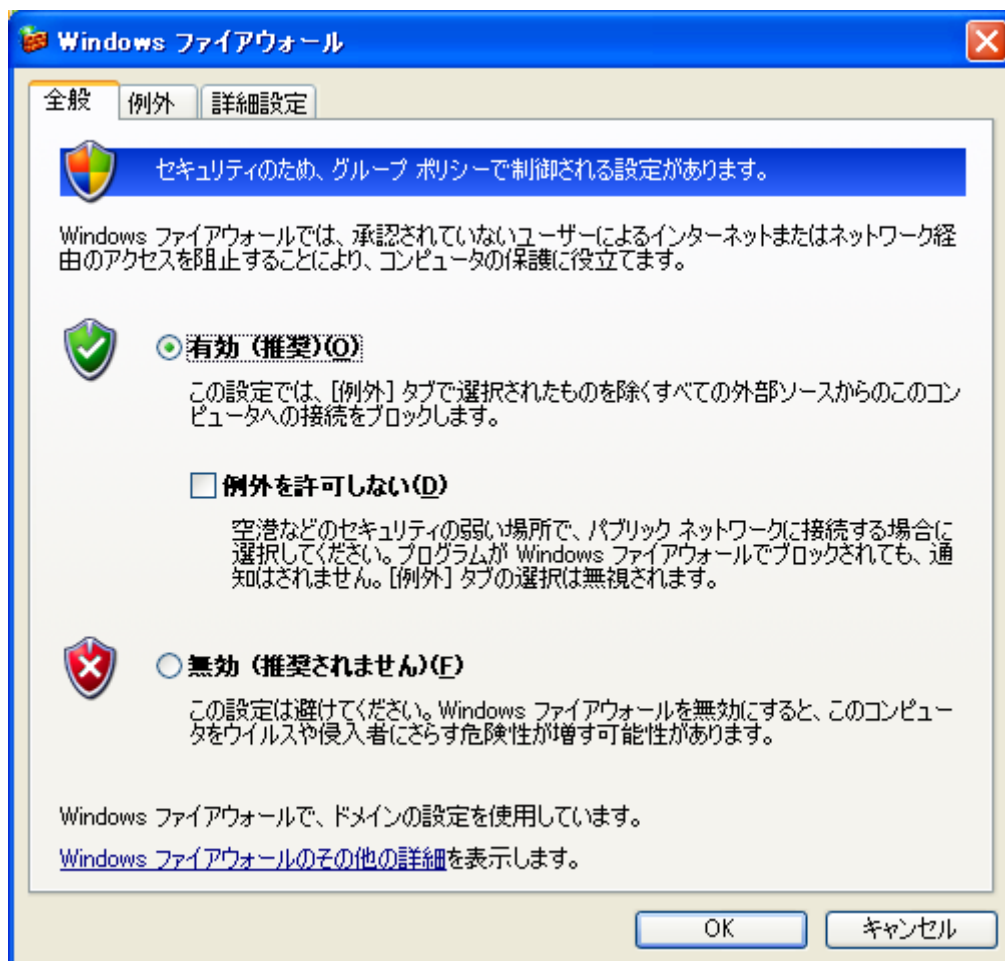 Windows ファイアウォール
全般 例外 詳細設定
セキュリティのため、グループ ポリシーで制御される設定があります。
Windows ファイアウォールでは、承認されていないユーザーによるインターネットまたはネットワーク経
由のアクセスを阻止することにより、コンピュータの保護に役立てます。
有効 (推奨)(O)
この設定では、[例外] タブで選択されたものを除くすべての外部ソースからのこのコン
ピュータへの接続をブロックします。
例外を許可しない(D)
空港などのセキュリティの弱い場所で、パブリック ネットワークに接続する場合に
選択してください。プログラムが Windows ファイアウォールでブロックされても、通
知はされません。[例外] タブの選択は無視されます。
無効 (推奨されません)(F)
この設定は避けてください。Windows ファイアウォールを無効にすると、このコンピュー
タをウイルスや侵入者にさらす危険性が増す可能性があります。
Windows ファイアウォールで、ドメインの設定を使用しています。
Windows ファイアウォールのその他の詳細を表示します。
OK キャンセル